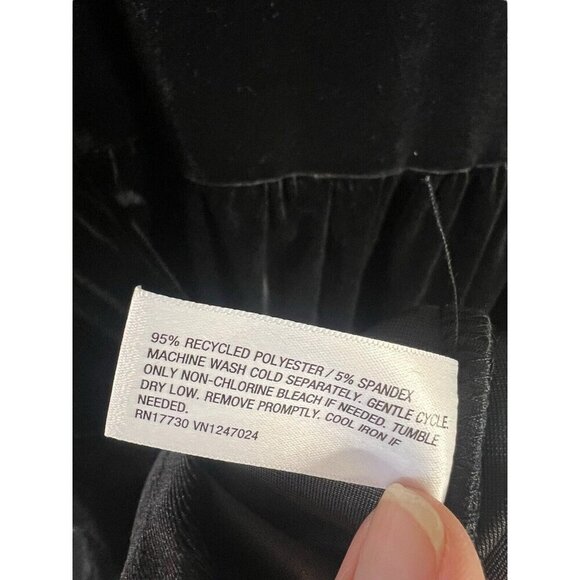 95% RECYCLED POLYESTER / 5% SPANDEX
MACHINE WASH COLD SEPARATELY. GENTLE CYCLE.
ONLY NON-CHLORINE BLEACH IF NEEDED. TUMBLE
DRY LOW. REMOVE PROMPTLY. COOL IRON IF
NEEDED.
RN17730 VN1247024